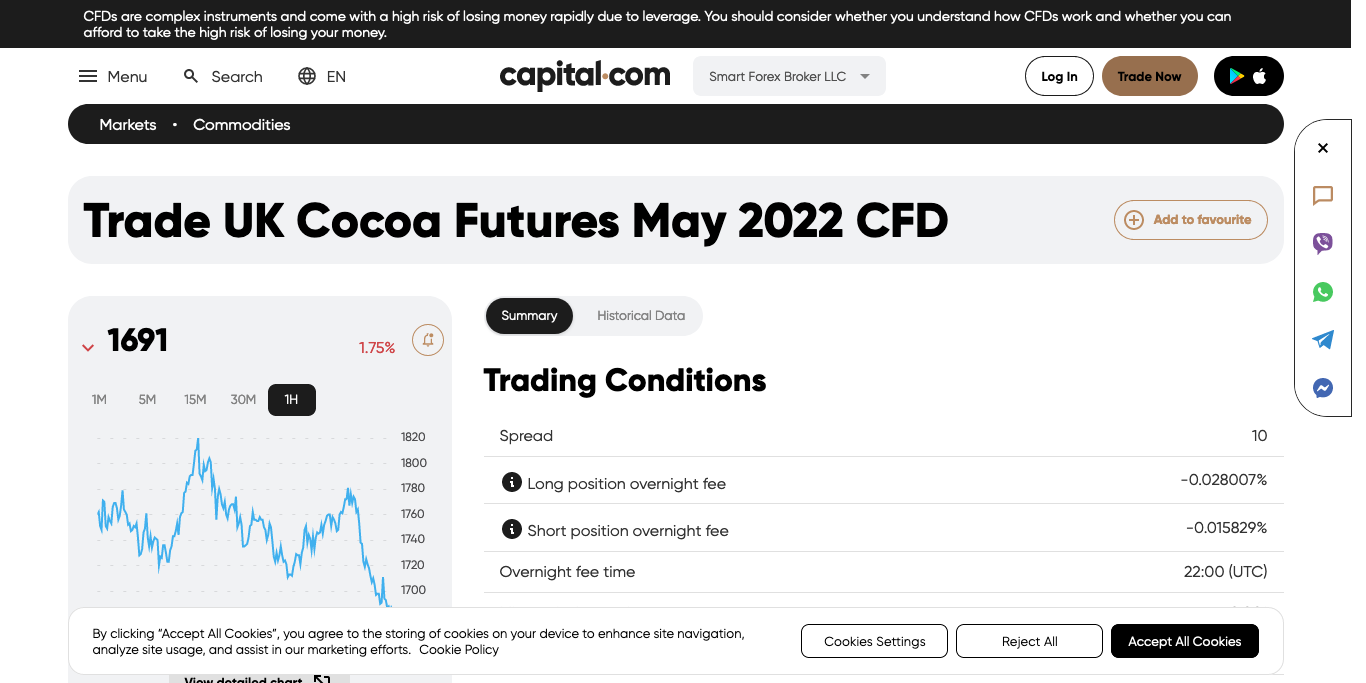 CFDs are complex instruments and come with a high risk of losing money rapidly due to leverage. You should consider whether you understand how CFDs work and whether you can
afford to take the high risk of losing your money.
Menu
Search
EN
capital.com
Smart Forex Broker LLC
Log In
Trade Now
Markets
Commodities
Trade UK Cocoa Futures May 2022 CFD
Add to favourite
1691
1.75%
1M 5M 15M 30M 1H
1820
1800
1780
1760
1740
1720
1700
Summary
Historical Data
Trading Conditions
Spread 10
Long position overnight fee -0.028007%
Short position overnight fee -0.015829%
Overnight fee time 22:00 (UTC)
By clicking “Accept All Cookies”, you agree to the storing of cookies on your device to enhance site navigation,
analyze site usage, and assist in our marketing efforts. Cookie Policy
Cookies Settings
Reject All
Accept All Cookies
View detailed chart